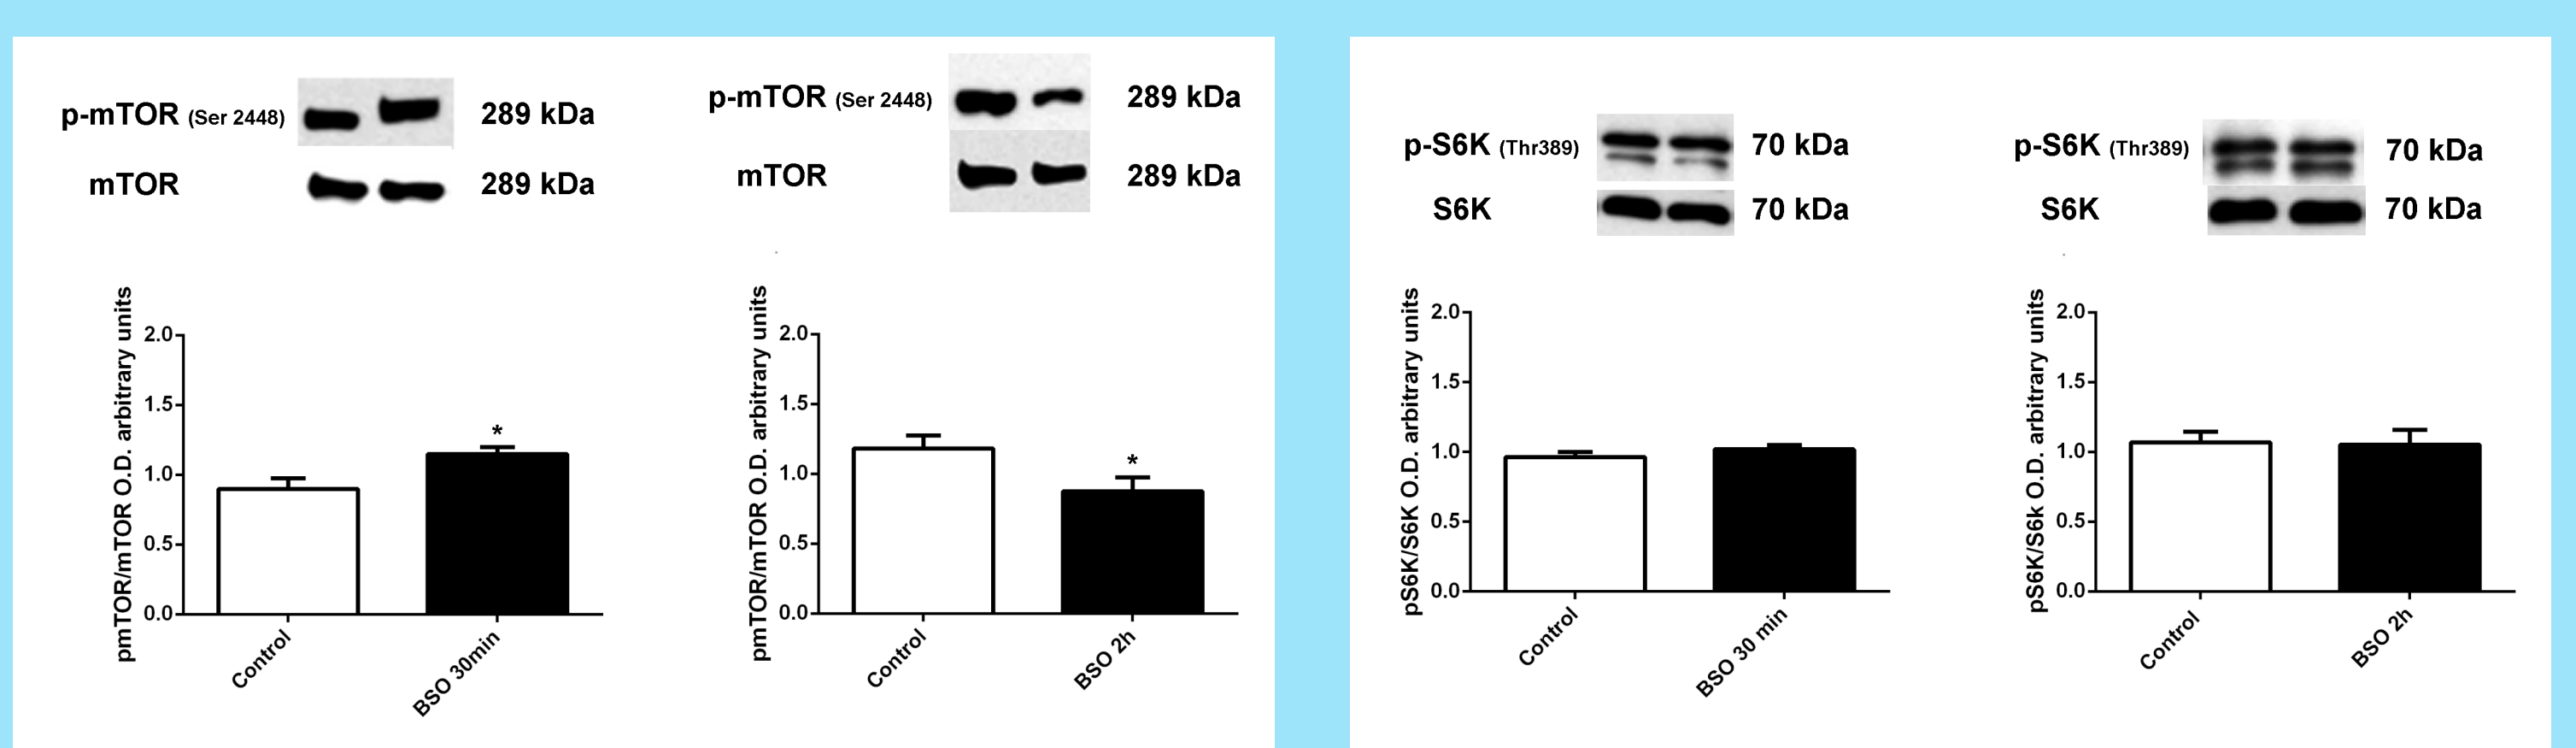 p-mTOR (Ser 2448) 289 kDa
mTOR 289 kDa
pmTOR/mTOR O.D. arbitrary units
2.0
1.5
*
1.0
0.5
0.0
Control
BSO 30min
p-mTOR (Ser 2448) 289 kDa
mTOR 289 kDa
pmTOR/mTOR O.D. arbitrary units
2.0
1.5
*
1.0
0.5
0.0
Control
BSO 2h
p-S6K (Thr389) 70 kDa
S6K 70 kDa
pS6K/S6K O.D. arbitrary units
2.0
1.5
1.0
0.5
0.0
Control
BSO 30 min
p-S6K (Thr389) 70 kDa
S6K 70 kDa
pS6K/S6k O.D. arbitrary units
2.0
1.5
1.0
0.5
0.0
Control
BSO 2h